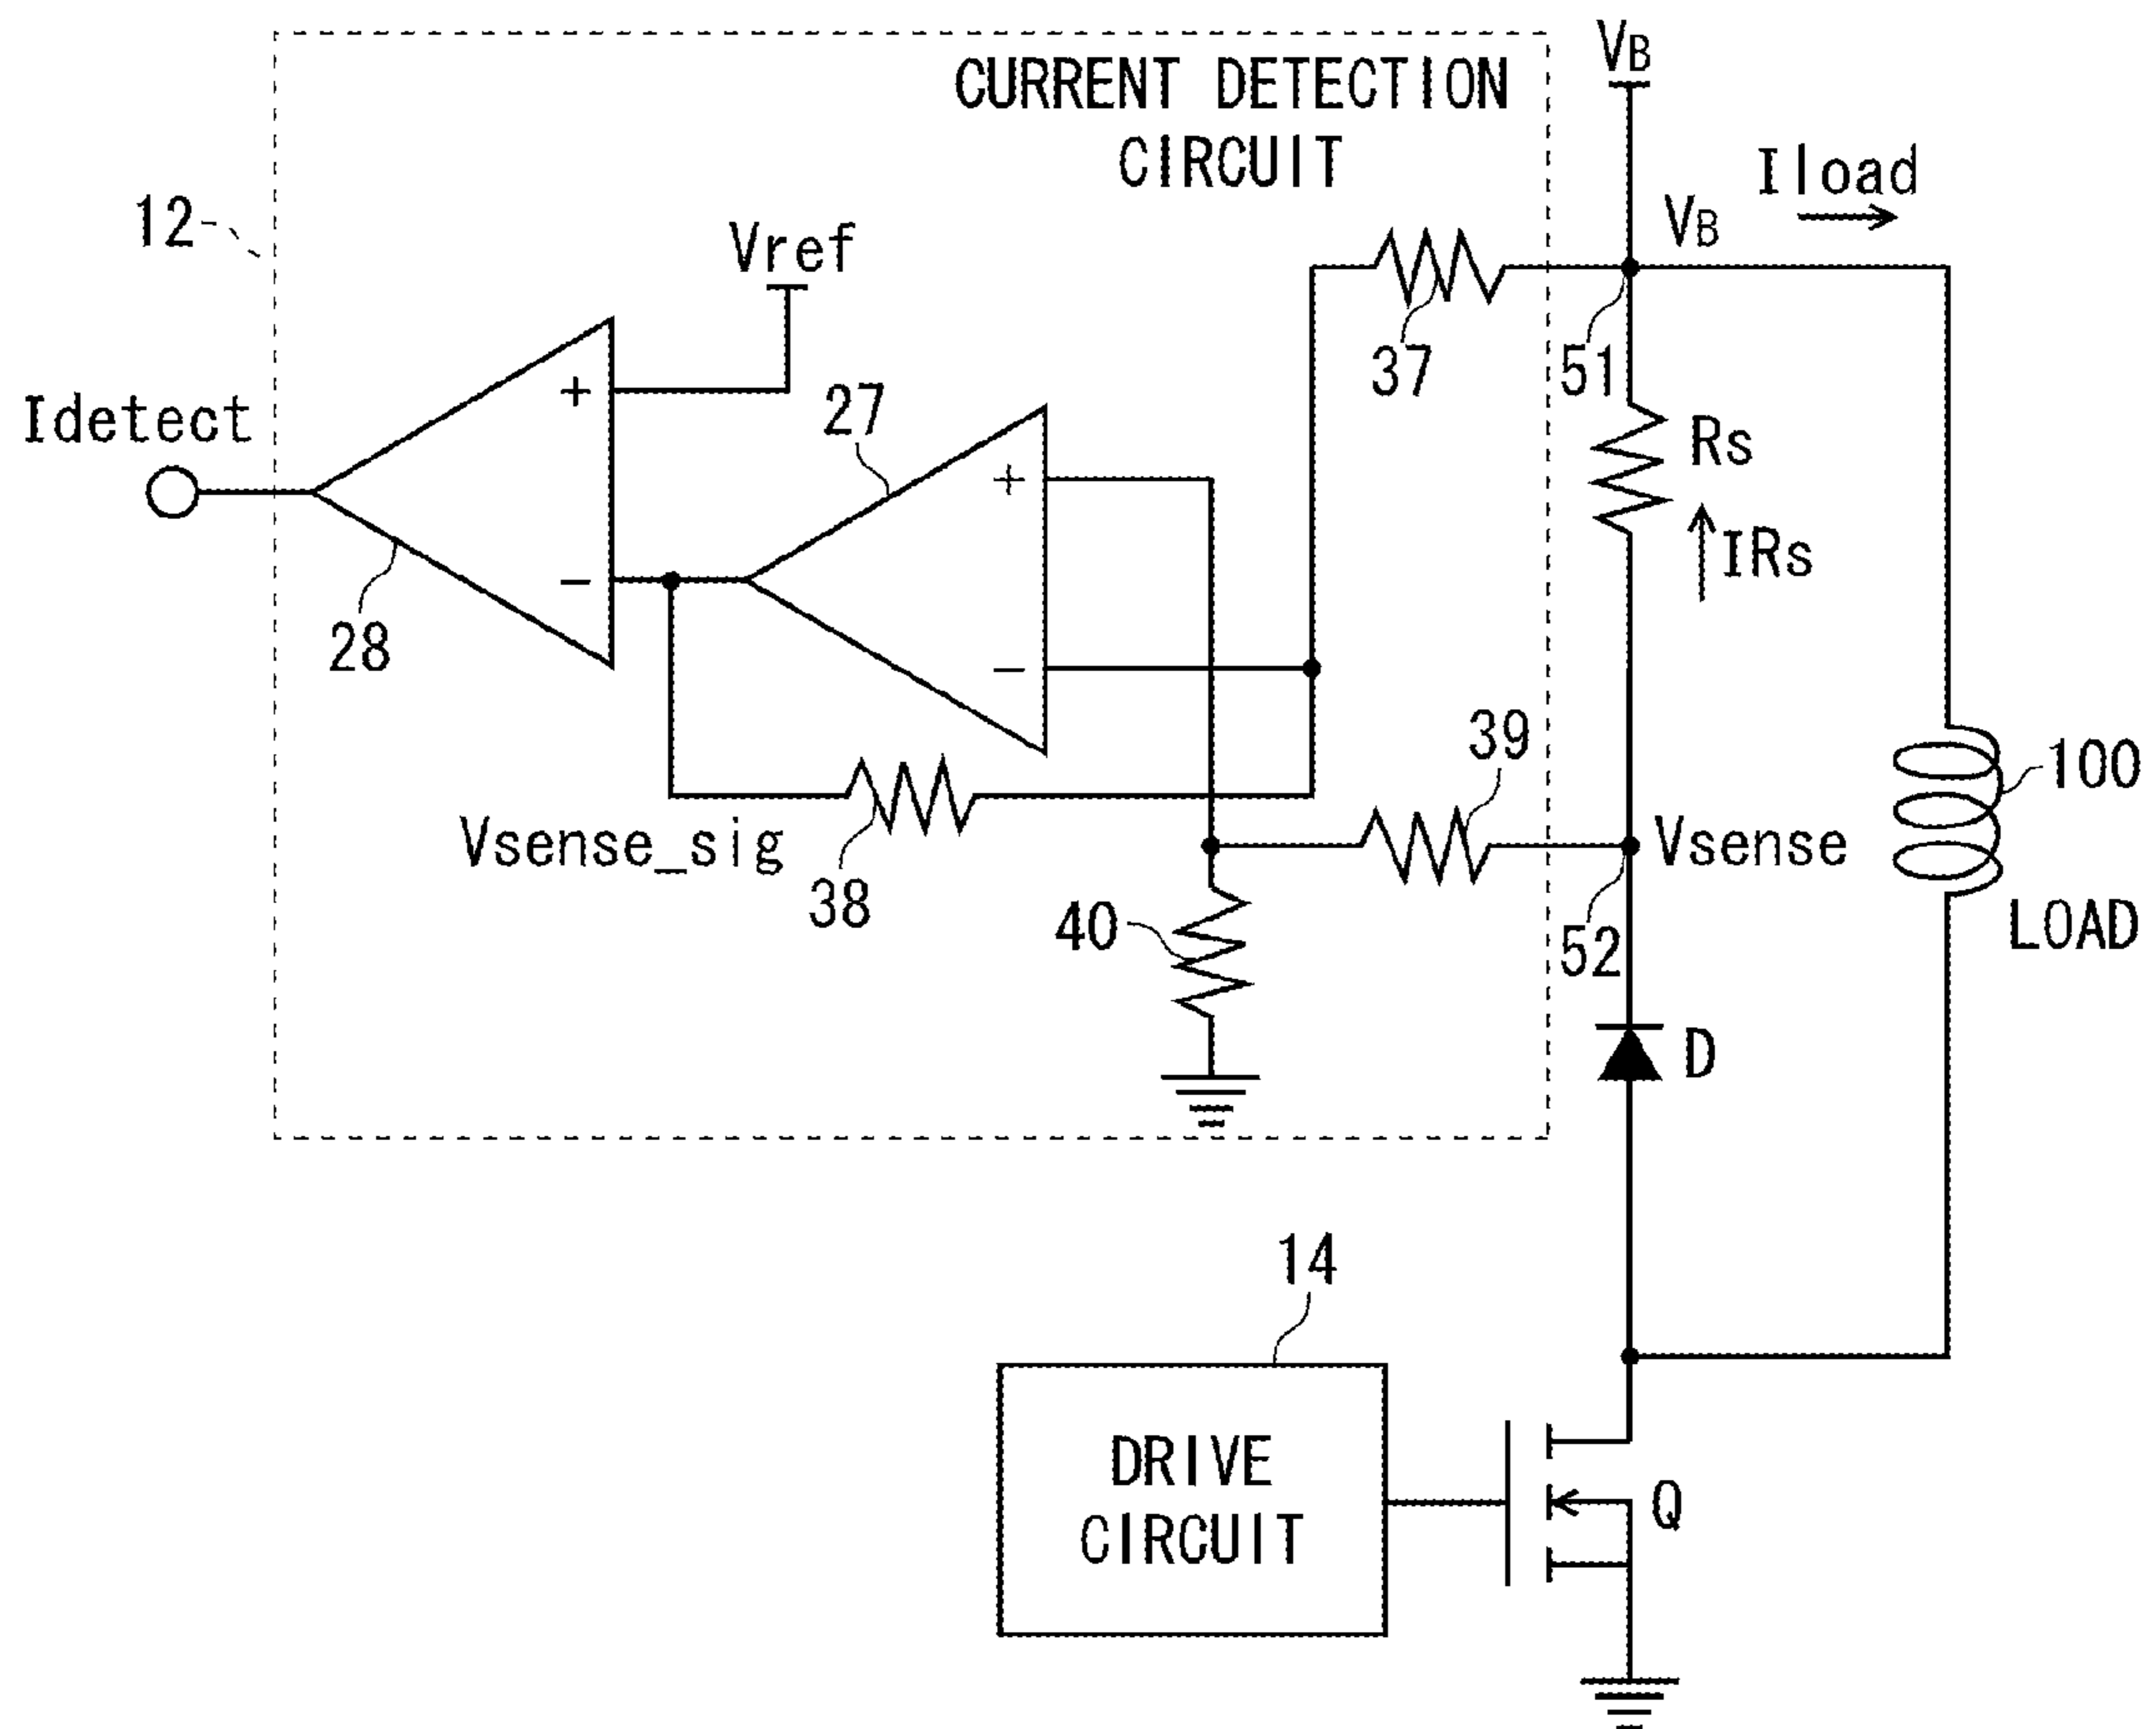 VB
CURRENT DETECTION
CIRCUIT
Iload
12
Vref
VB
37
51
Idetect
27
+
+
Rs
IRs
28
-
-
39
100
Vsense_sig
38
Vsense
40
52
LOAD
D
14
DRIVE
CIRCUIT
Q